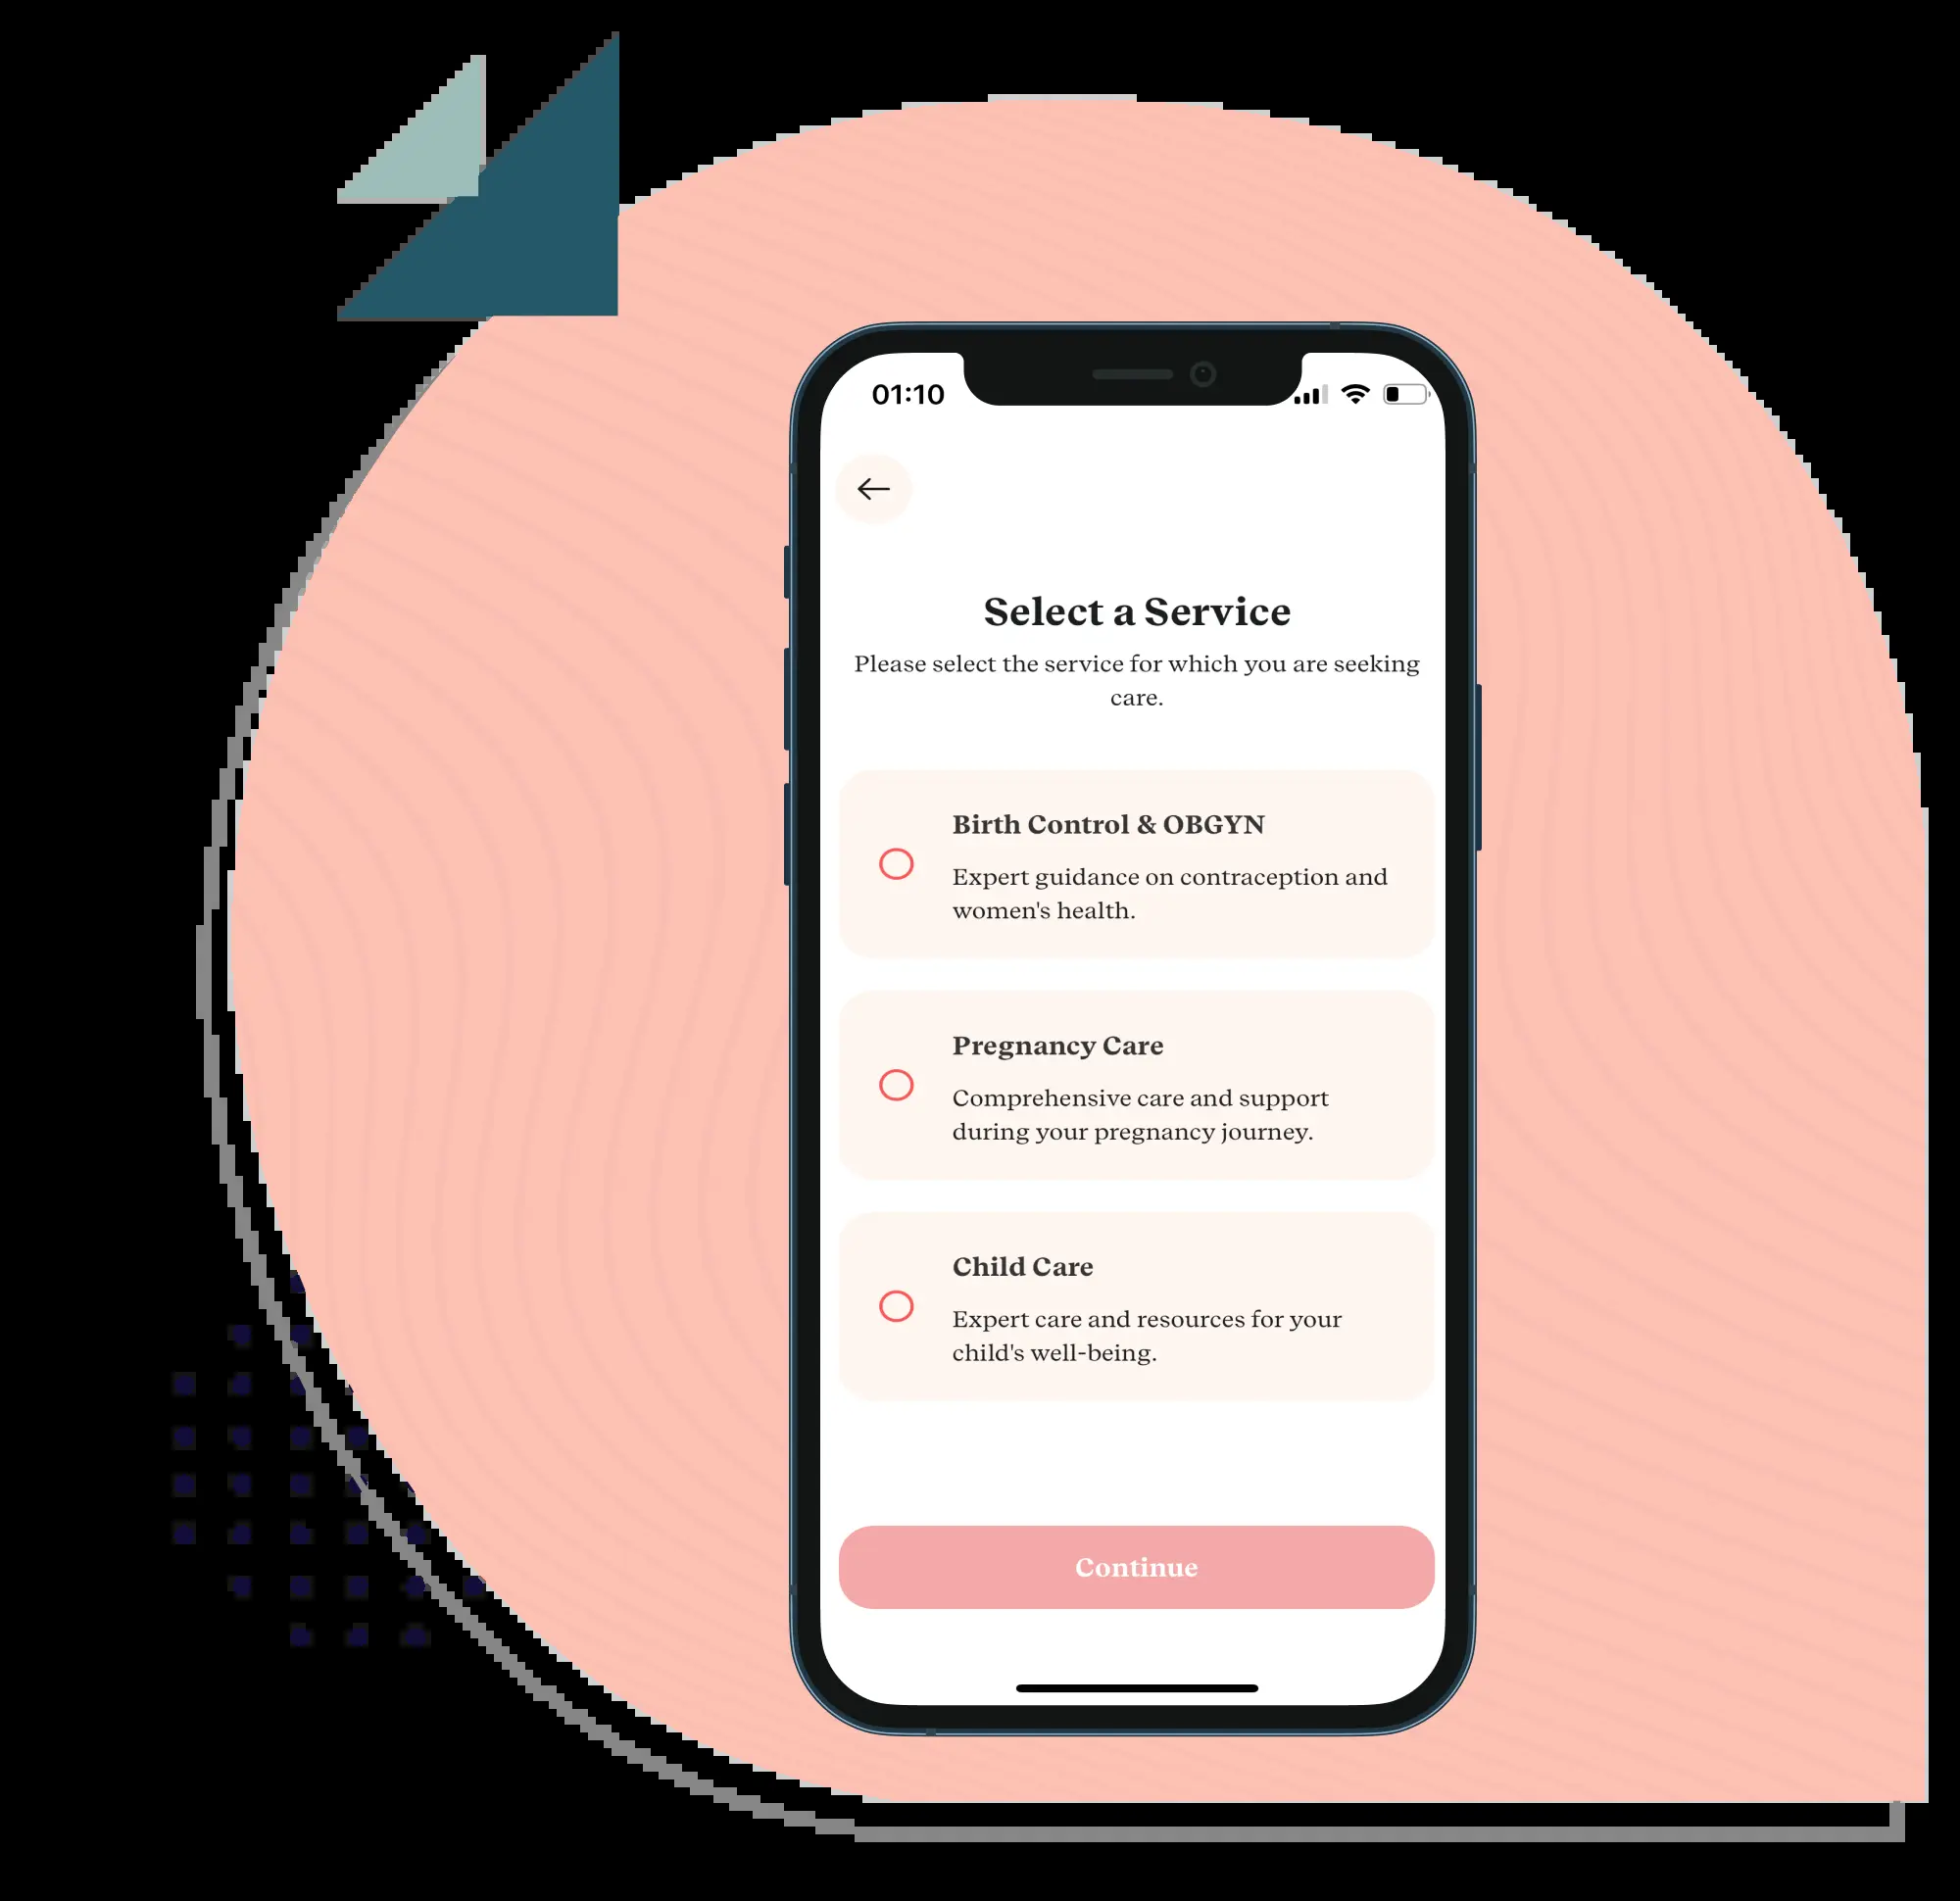 01:10
Select a Service
Please select the service for which you are seeking
care.
Birth Control & OBGYN
Expert guidance on contraception and
women's health.
Pregnancy Care
Comprehensive care and support
during your pregnancy journey.
Child Care
Expert care and resources for your
child's well-being.
Continue